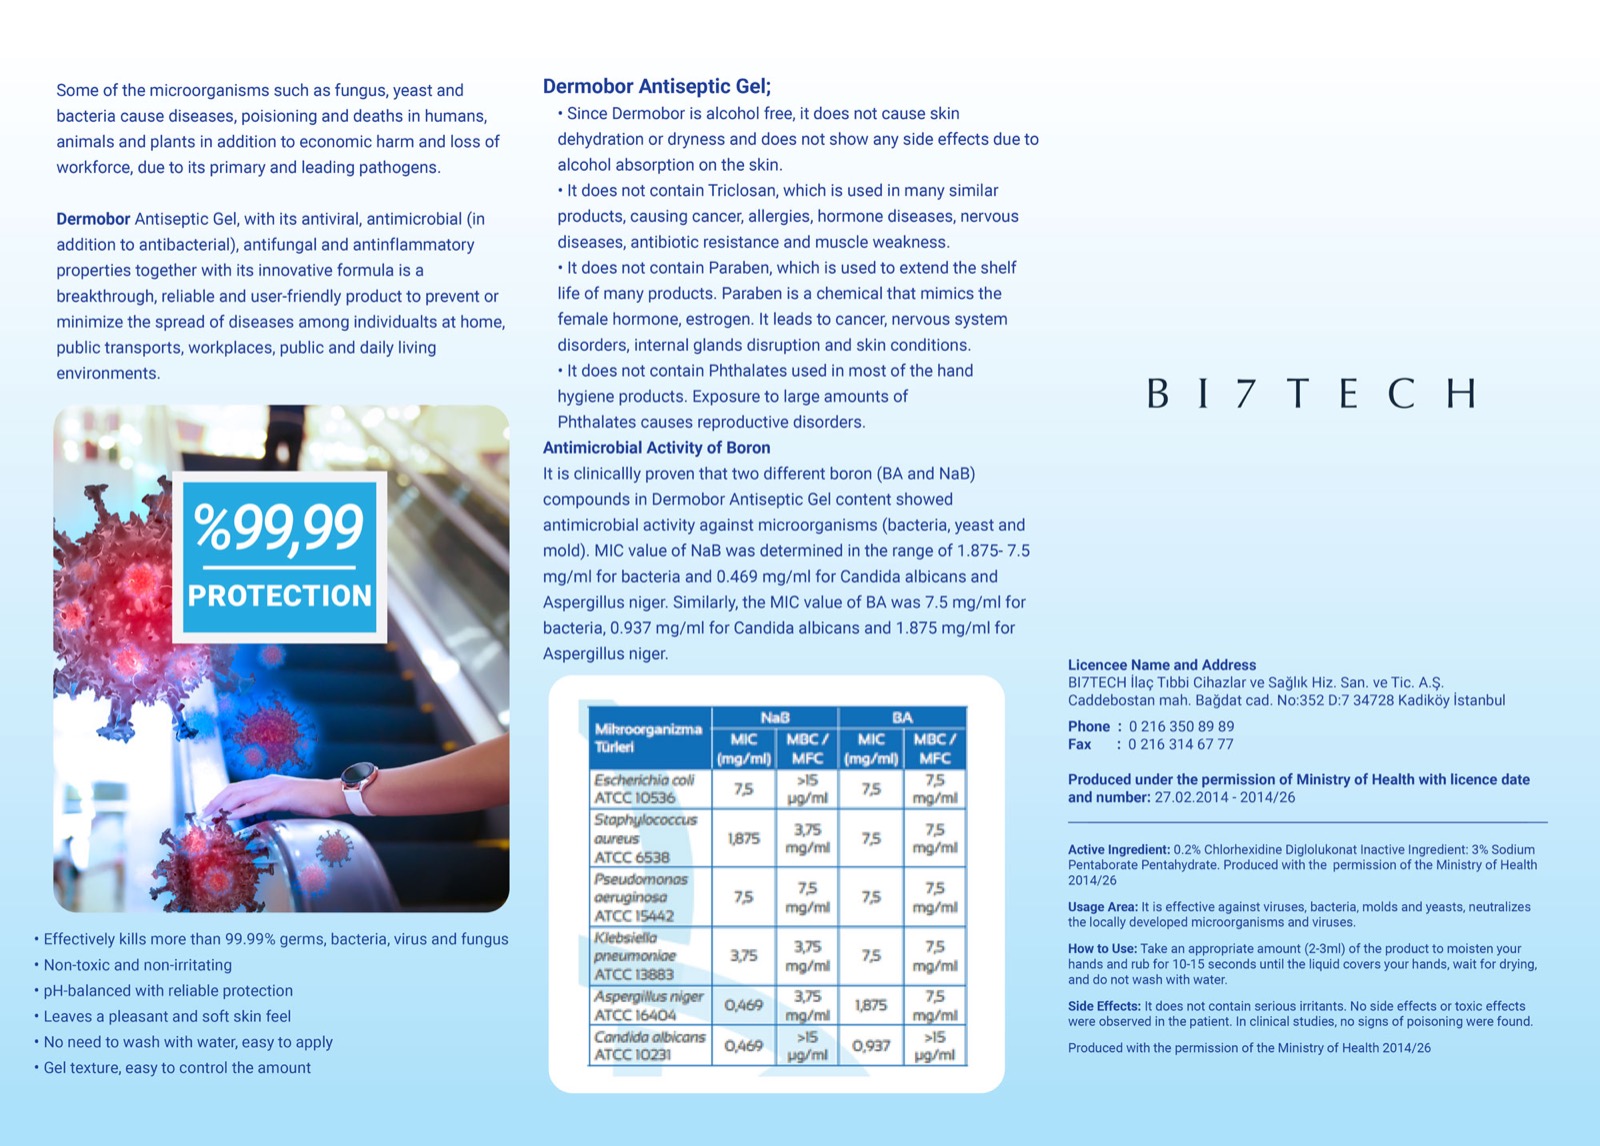 Some of the microorganisms such as fungus, yeast and
bacteria cause diseases, poisioning and deaths in humans,
animals and plants in addition to economic harm and loss of
workforce, due to its primary and leading pathogens.
Dermobor Antiseptic Gel, with its antiviral, antimicrobial (in
addition to antibacterial), antifungal and antinflammatory
properties together with its innovative formula is a
breakthrough, reliable and user-friendly product to prevent or
minimize the spread of diseases among individualts at home,
public transports, workplaces, public and daily living
environments.
%99,99
PROTECTION
• Effectively kills more than 99.99% germs, bacteria, virus and fungus
• Non-toxic and non-irritating
• pH-balanced with reliable protection
• Leaves a pleasant and soft skin feel
• No need to wash with water, easy to apply
• Gel texture, easy to control the amount
Dermobor Antiseptic Gel;
• Since Dermobor is alcohol free, it does not cause skin
dehydration or dryness and does not show any side effects due to
alcohol absorption on the skin.
• It does not contain Triclosan, which is used in many similar
products, causing cancer, allergies, hormone diseases, nervous
diseases, antibiotic resistance and muscle weakness.
• It does not contain Paraben, which is used to extend the shelf
life of many products. Paraben is a chemical that mimics the
female hormone, estrogen. It leads to cancer, nervous system
disorders, internal glands disruption and skin conditions.
• It does not contain Phthalates used in most of the hand
hygiene products. Exposure to large amounts of
Phthalates causes reproductive disorders.
Antimicrobial Activity of Boron
It is clinicallly proven that two different boron (BA and NaB)
compounds in Dermobor Antiseptic Gel content showed
antimicrobial activity against microorganisms (bacteria, yeast and
mold). MIC value of NaB was determined in the range of 1.875- 7.5
mg/ml for bacteria and 0.469 mg/ml for Candida albicans and
Aspergillus niger. Similarly, the MIC value of BA was 7.5 mg/ml for
bacteria, 0.937 mg/ml for Candida albicans and 1.875 mg/ml for
Aspergillus niger.
Mikroorganizma Türleri NaB BA
MIC (mg/ml) MBC / MFC MIC (mg/ml) MBC / MFC
Escherichia coli ATCC 10536 7,5 >15 µg/ml 7,5 7,5 mg/ml
Staphylococcus aureus ATCC 6538 1,875 3,75 mg/ml 7,5 7,5 mg/ml
Pseudomonas aeruginosa ATCC 15442 7,5 7,5 mg/ml 7,5 7,5 mg/ml
Klebsiella pneumoniae ATCC 13883 3,75 3,75 mg/ml 7,5 7,5 mg/ml
Aspergillus niger ATCC 16404 0,469 3,75 mg/ml 1,875 7,5 mg/ml
Candida albicans ATCC 10231 0,469 >15 µg/ml 0,937 >15 µg/ml
BI7TECH
Licencee Name and Address
BI7TECH İlaç Tıbbi Cihazlar ve Sağlık Hiz. San. ve Tic. A.Ş.
Caddebostan mah. Bağdat cad. No:352 D:7 34728 Kadiköy İstanbul
Phone : 0 216 350 89 89
Fax : 0 216 314 67 77
Produced under the permission of Ministry of Health with licence date
and number: 27.02.2014 - 2014/26
Active Ingredient: 0.2% Chlorhexidine Diglolukonat Inactive Ingredient: 3% Sodium
Pentaborate Pentahydrate. Produced with the permission of the Ministry of Health
2014/26
Usage Area: It is effective against viruses, bacteria, molds and yeasts, neutralizes
the locally developed microorganisms and viruses.
How to Use: Take an appropriate amount (2-3ml) of the product to moisten your
hands and rub for 10-15 seconds until the liquid covers your hands, wait for drying,
and do not wash with water.
Side Effects: It does not contain serious irritants. No side effects or toxic effects
were observed in the patient. In clinical studies, no signs of poisoning were found.
Produced with the permission of the Ministry of Health 2014/26